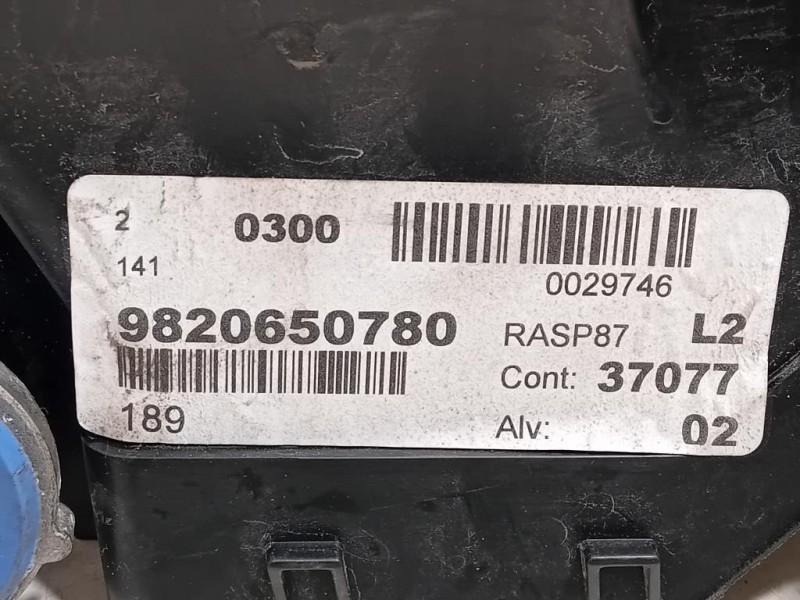 2 0300
141 0029746
9820650780 RASP87 L2
Cont: 37077
189 Alv: 02